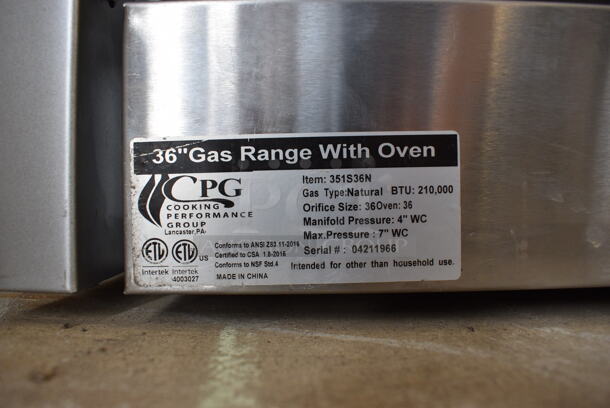 36"Gas Range With Oven
CPG
COOKING
PERFORMANCE
GROUP
Lancaster,PA
Item: 351S36N
Gas Type:Natural BTU: 210,000
Orifice Size: 36Oven: 36
Manifold Pressure: 4" WC
Max.Pressure : 7" WC
Serial # : 04211966
Intended for other than household use.
ETL
Intertek
ETL
US
Intertek
4003027
Conforms to ANSI Z83.11-2016
Certified to CSA 1.8-2016
Conforms to NSF Std.4
MADE IN CHINA